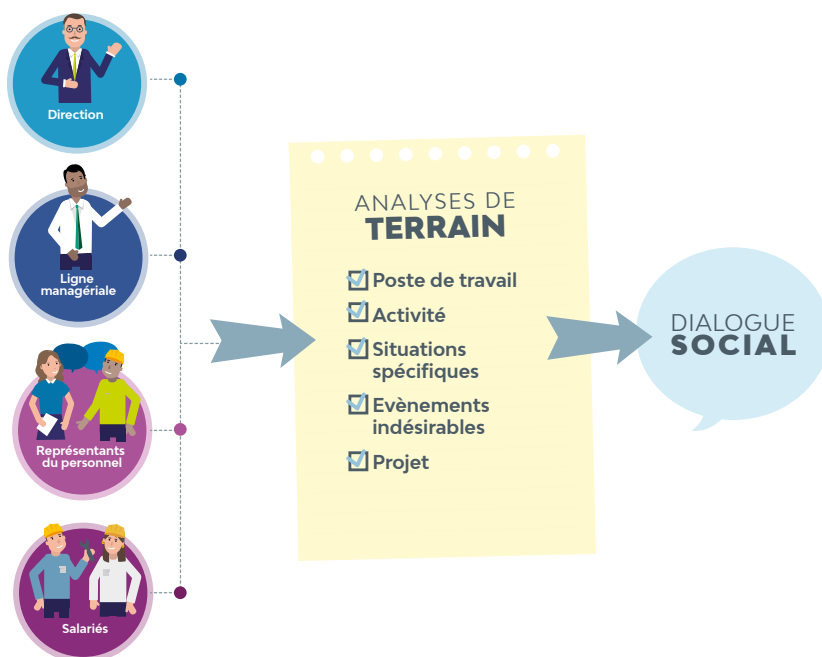 Direction
Ligne
managériale
Représentants
du personnel
Salariés
ANALYSES DE
TERRAIN
Poste de travail
Activité
Situations
spécifiques
Evènements
indésirables
Projet
DIALOGUE
SOCIAL